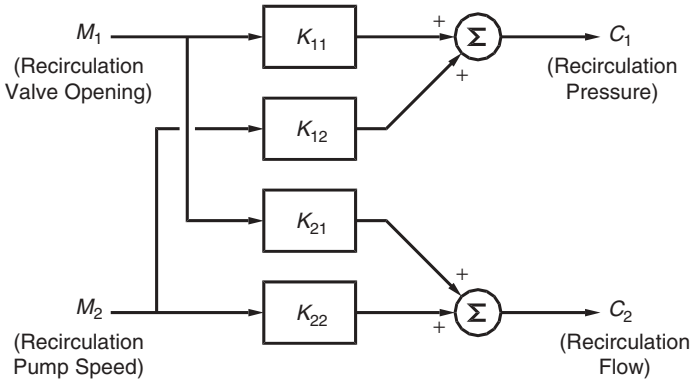 M1
(Recirculation
Valve Opening)
K11
+
Σ
+
C1
(Recirculation
Pressure)
K12
K21
M2
(Recirculation
Pump Speed)
K22
+
Σ
+
C2
(Recirculation
Flow)